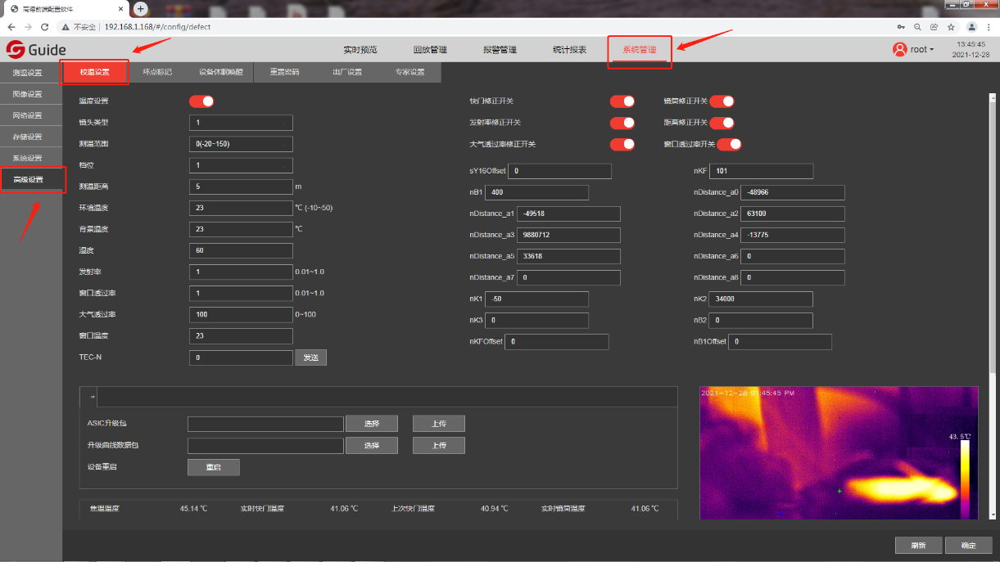 高德前端配置软件
不安全 192.168.1.168/#/config/defect
Guide
实时预览 回放管理 报警管理 统计报表 系统管理
root
13:45:45
2021-12-28
测温设置
图像设置
网络设置
存储设置
系统设置
高级设置
校温设置 坏点标记 设备休眠唤醒 重置密码 出厂设置 专家设置
温度设置
镜头类型 1
测温范围 0(-20~150)
档位 1
测温距离 5 m
环境温度 23 ℃ (-10~50)
背景温度 23 ℃
湿度 60
发射率 1 0.01~1.0
窗口透过率 1 0.01~1.0
大气透过率 100 0~100
窗口温度 23
TEC-N 0 发送
快门修正开关 镜筒修正开关
发射率修正开关 距离修正开关
大气透过率修正开关 窗口透过率开关
sY16Offset 0 nKF 101
nB1 400 nDistance_a0 -48966
nDistance_a1 -49518 nDistance_a2 63100
nDistance_a3 9880712 nDistance_a4 -13775
nDistance_a5 33618 nDistance_a6 0
nDistance_a7 0 nDistance_a8 0
nK1 -50 nK2 34000
nK3 0 nB2 0
nKFOffset 0 nB1Offset 0
ASIC升级包 选择 上传
升级曲线数据包 选择 上传
设备重启 重启
焦温温度 45.14 ℃ 实时快门温度 41.06 ℃ 上次快门温度 40.94 ℃ 实时镜筒温度 41.06 ℃
2021-12-28 01:45:45 PM
43.5℃
刷新 确定